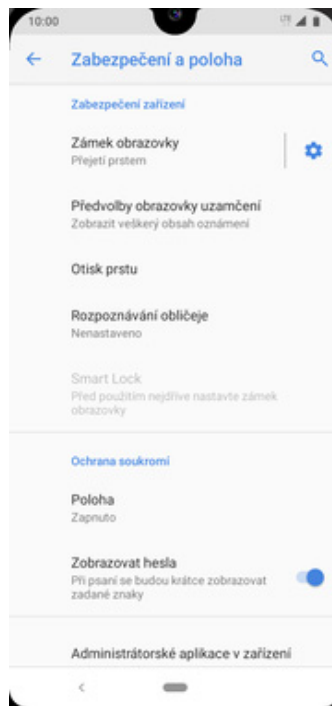 10:00
LTE
Zabezpečení a poloha
Zabezpečení zařízení
Zámek obrazovky
Přejetí prstem
Předvolby obrazovky uzamčení
Zobrazit veškerý obsah oznámení
Otisk prstu
Rozpoznávání obličeje
Nenastaveno
Smart Lock
Před použitím nejdříve nastavte zámek
obrazovky
Ochrana soukromí
Poloha
Zapnuto
Zobrazovat hesla
Při psaní se budou krátce zobrazovat
zadané znaky
Administrátorské aplikace v zařízení